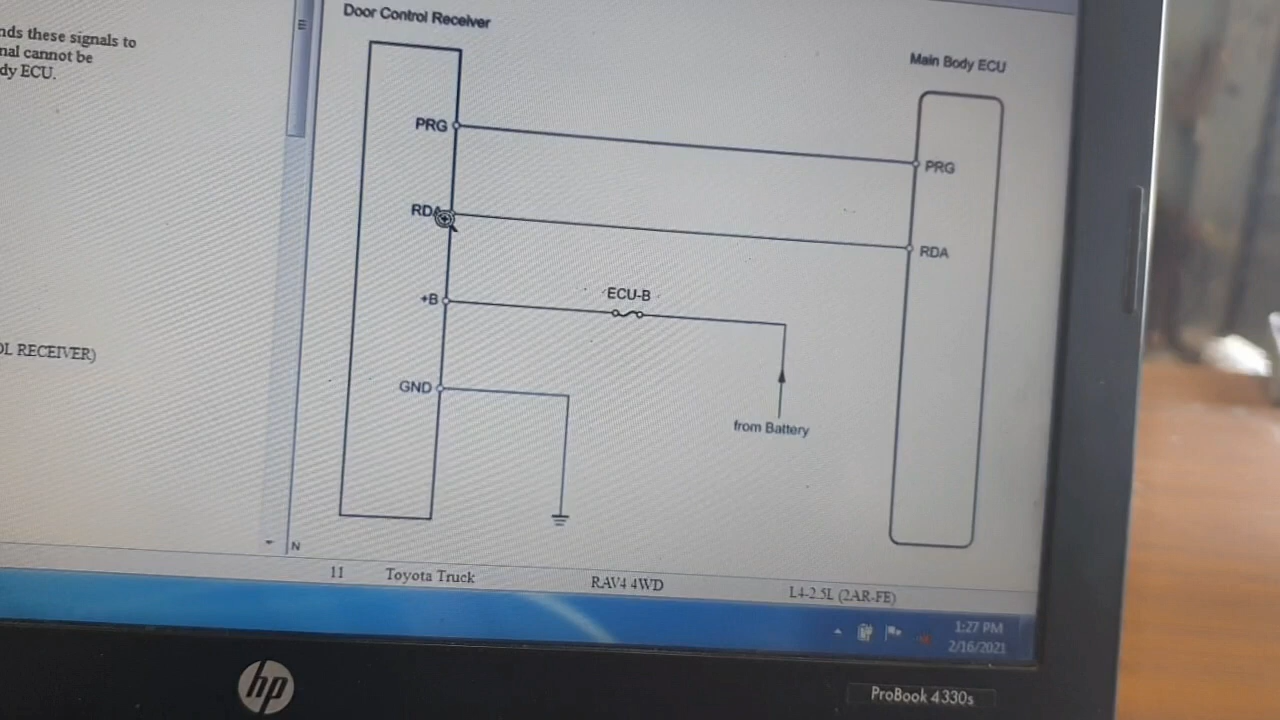 nds these signals to
nal cannot be
dy ECU.
OL RECEIVER)
Door Control Receiver
Main Body ECU
PRG
PRG
RDA
RDA
+B
ECU-B
GND
from Battery
N
11 Toyota Truck RAV4 4WD L4-2.5L (2AR-FE)
1:27 PM
2/16/2021
hp
ProBook 4330s